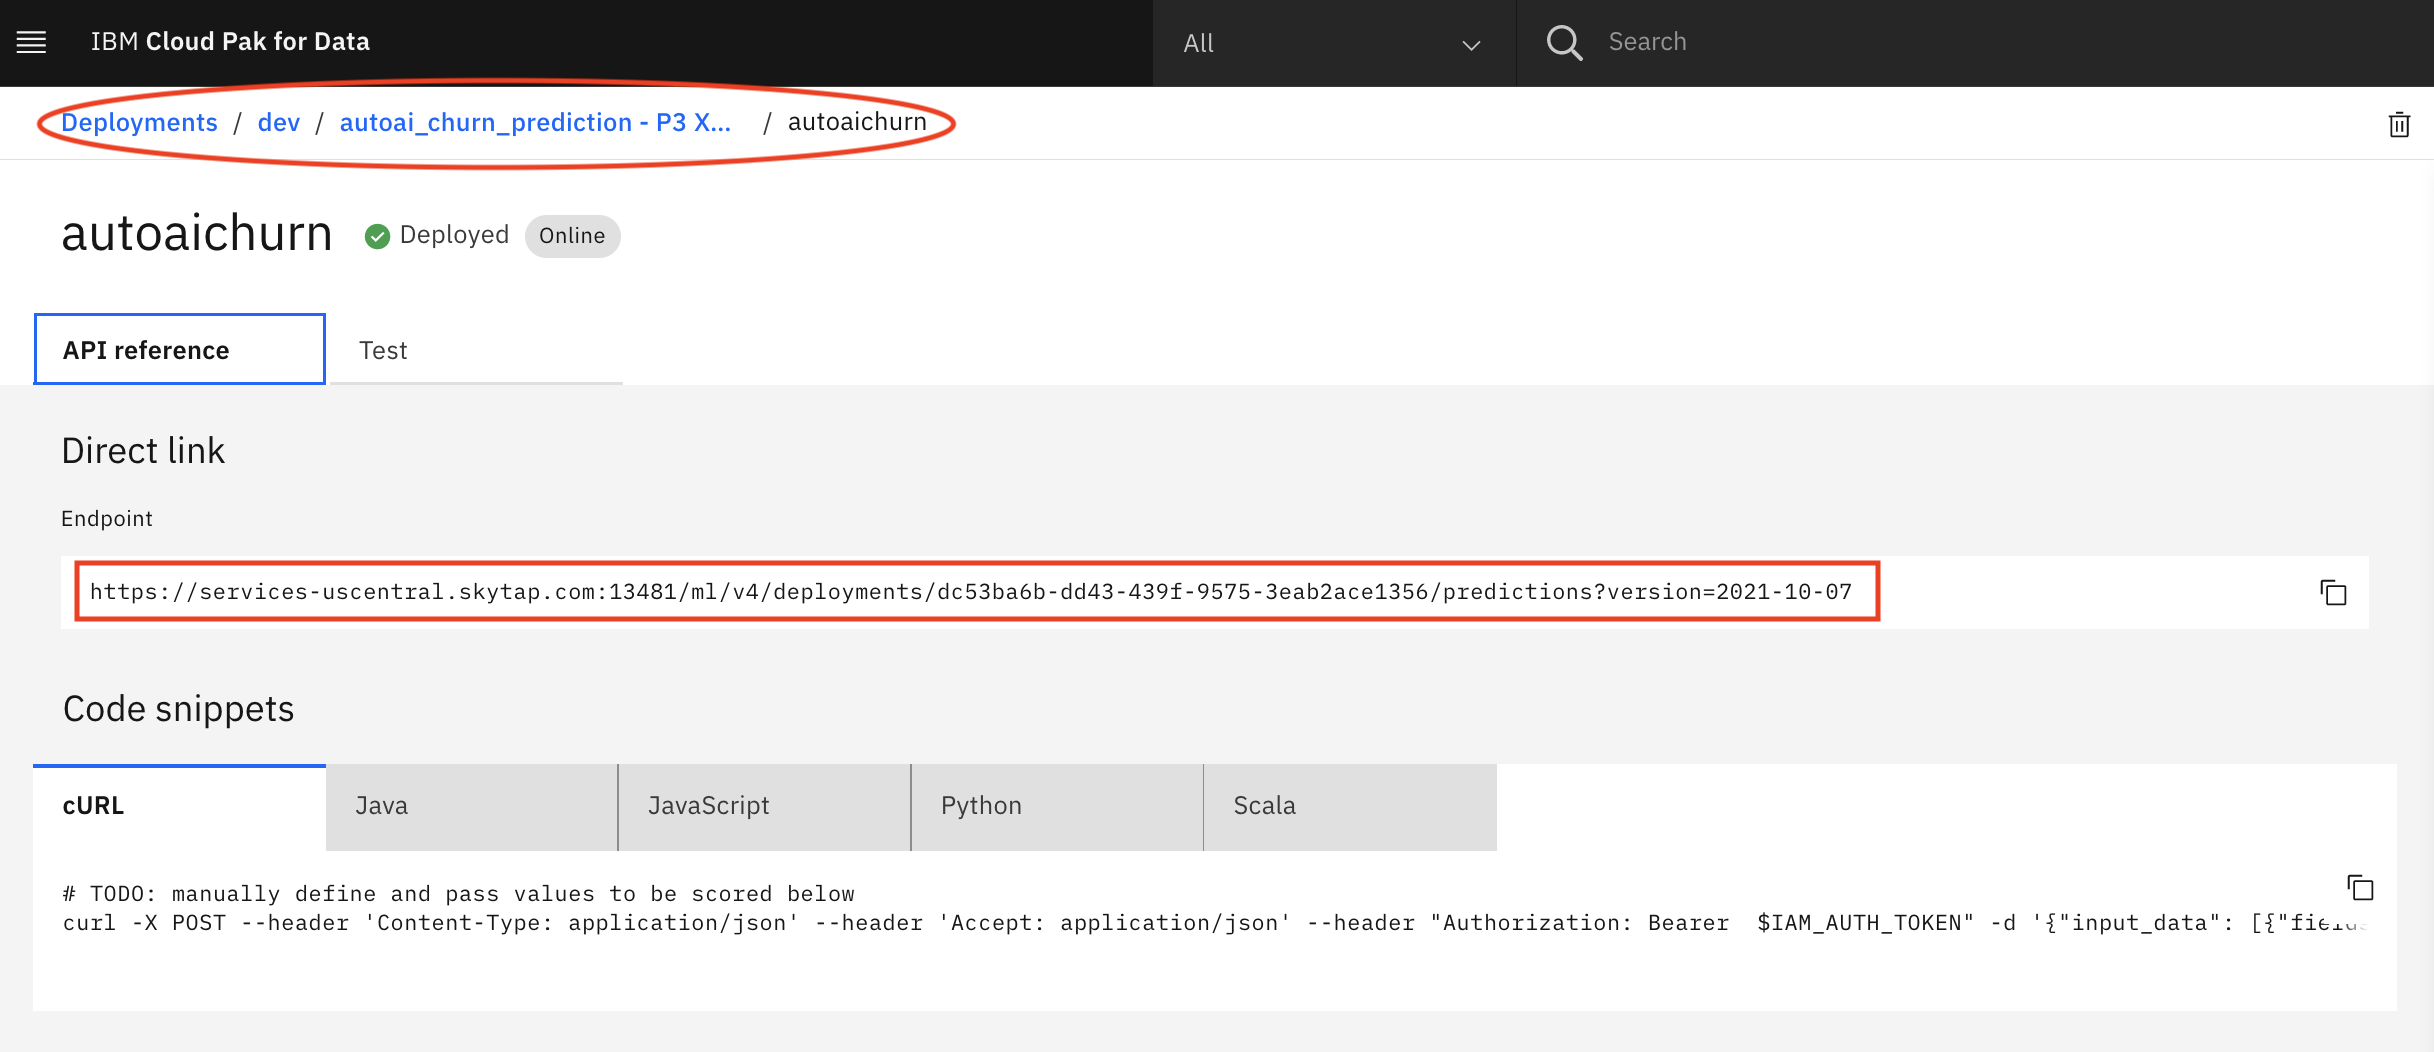 IBM Cloud Pak for Data
All
Search
Deployments / dev / autoai_churn_prediction - P3 X... / autoaichurn
autoaichurn Deployed Online
API reference Test
Direct link
Endpoint
https://services-uscentral.skytap.com:13481/ml/v4/deployments/dc53ba6b-dd43-439f-9575-3eab2ace1356/predictions?version=2021-10-07
Code snippets
cURL Java JavaScript Python Scala
# TODO: manually define and pass values to be scored below
curl -X POST --header 'Content-Type: application/json' --header 'Accept: application/json' --header "Authorization: Bearer  $IAM_AUTH_TOKEN" -d '{"input_data": [{"fields